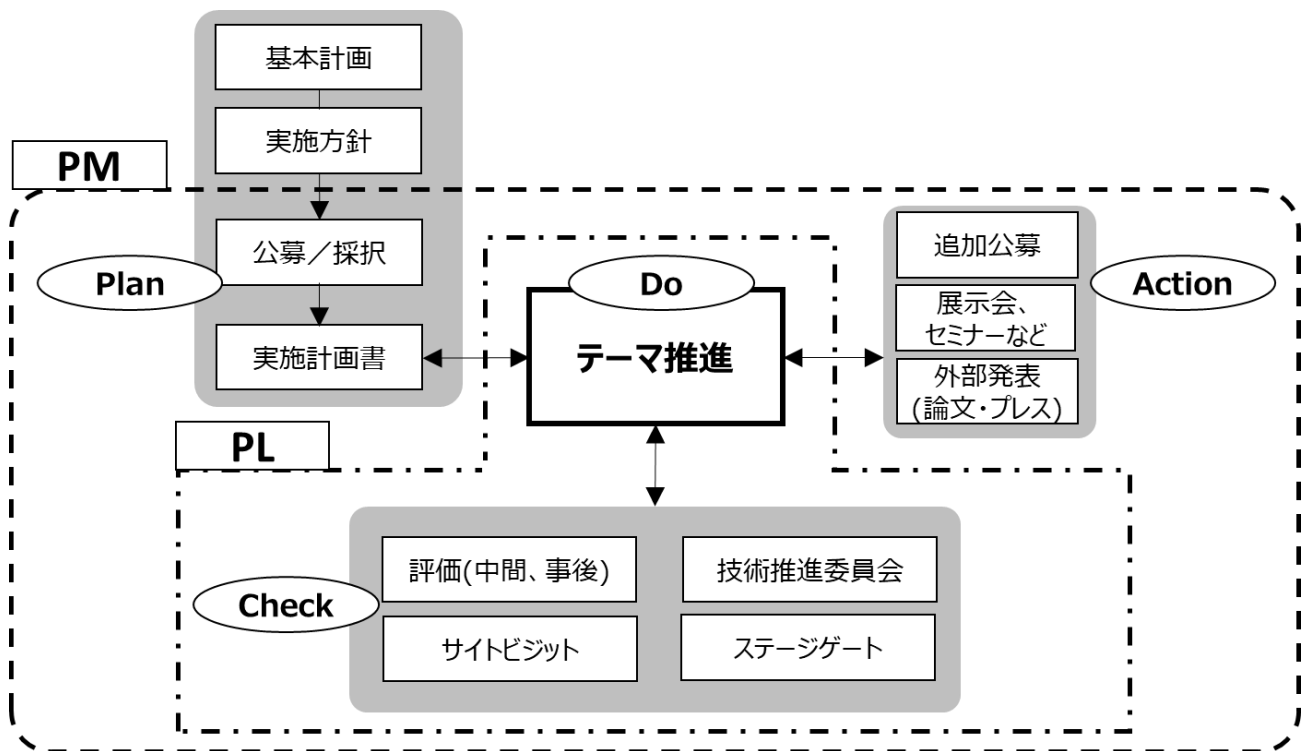 基本計画
実施方針
PM
公募／採択
Plan
実施計画書
Do
テーマ推進
追加公募
Action
展示会、
セミナーなど
外部発表
(論文・プレス)
PL
評価(中間、事後)
技術推進委員会
Check
サイトビジット
ステージゲート